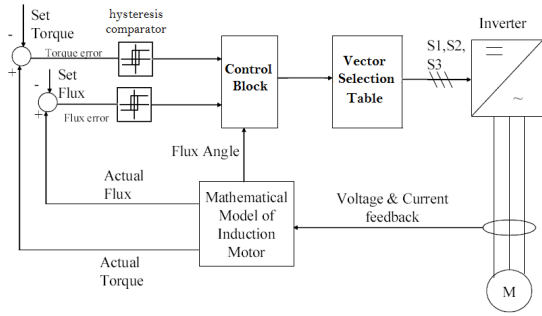 Set
Torque
hysteresis
comparator
Inverter
-
Torque error
+
Set
Flux
-
Flux error
+
Control
Block
Vector
Selection
Table
S1,S2,
S3
~
Flux Angle
Actual
Flux
Mathematical
Model of
Induction
Motor
Voltage & Current
feedback
Actual
Torque
M